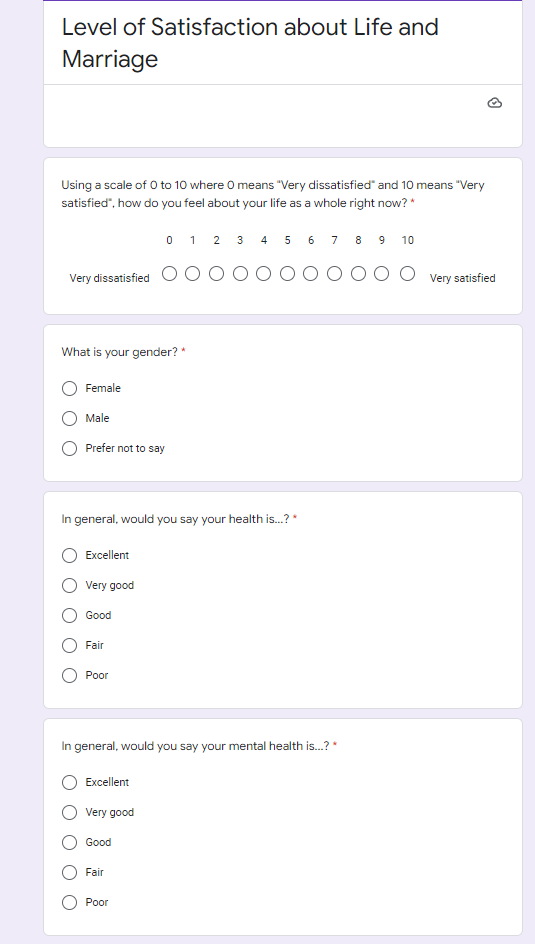 Level of Satisfaction about Life and
Marriage
Using a scale of 0 to 10 where 0 means "Very dissatisfied" and 10 means "Very
satisfied", how do you feel about your life as a whole right now? *
0 1 2 3 4 5 6 7 8 9 10
Very dissatisfied Very satisfied
What is your gender? *
Female
Male
Prefer not to say
In general, would you say your health is...? *
Excellent
Very good
Good
Fair
Poor
In general, would you say your mental health is...? *
Excellent
Very good
Good
Fair
Poor